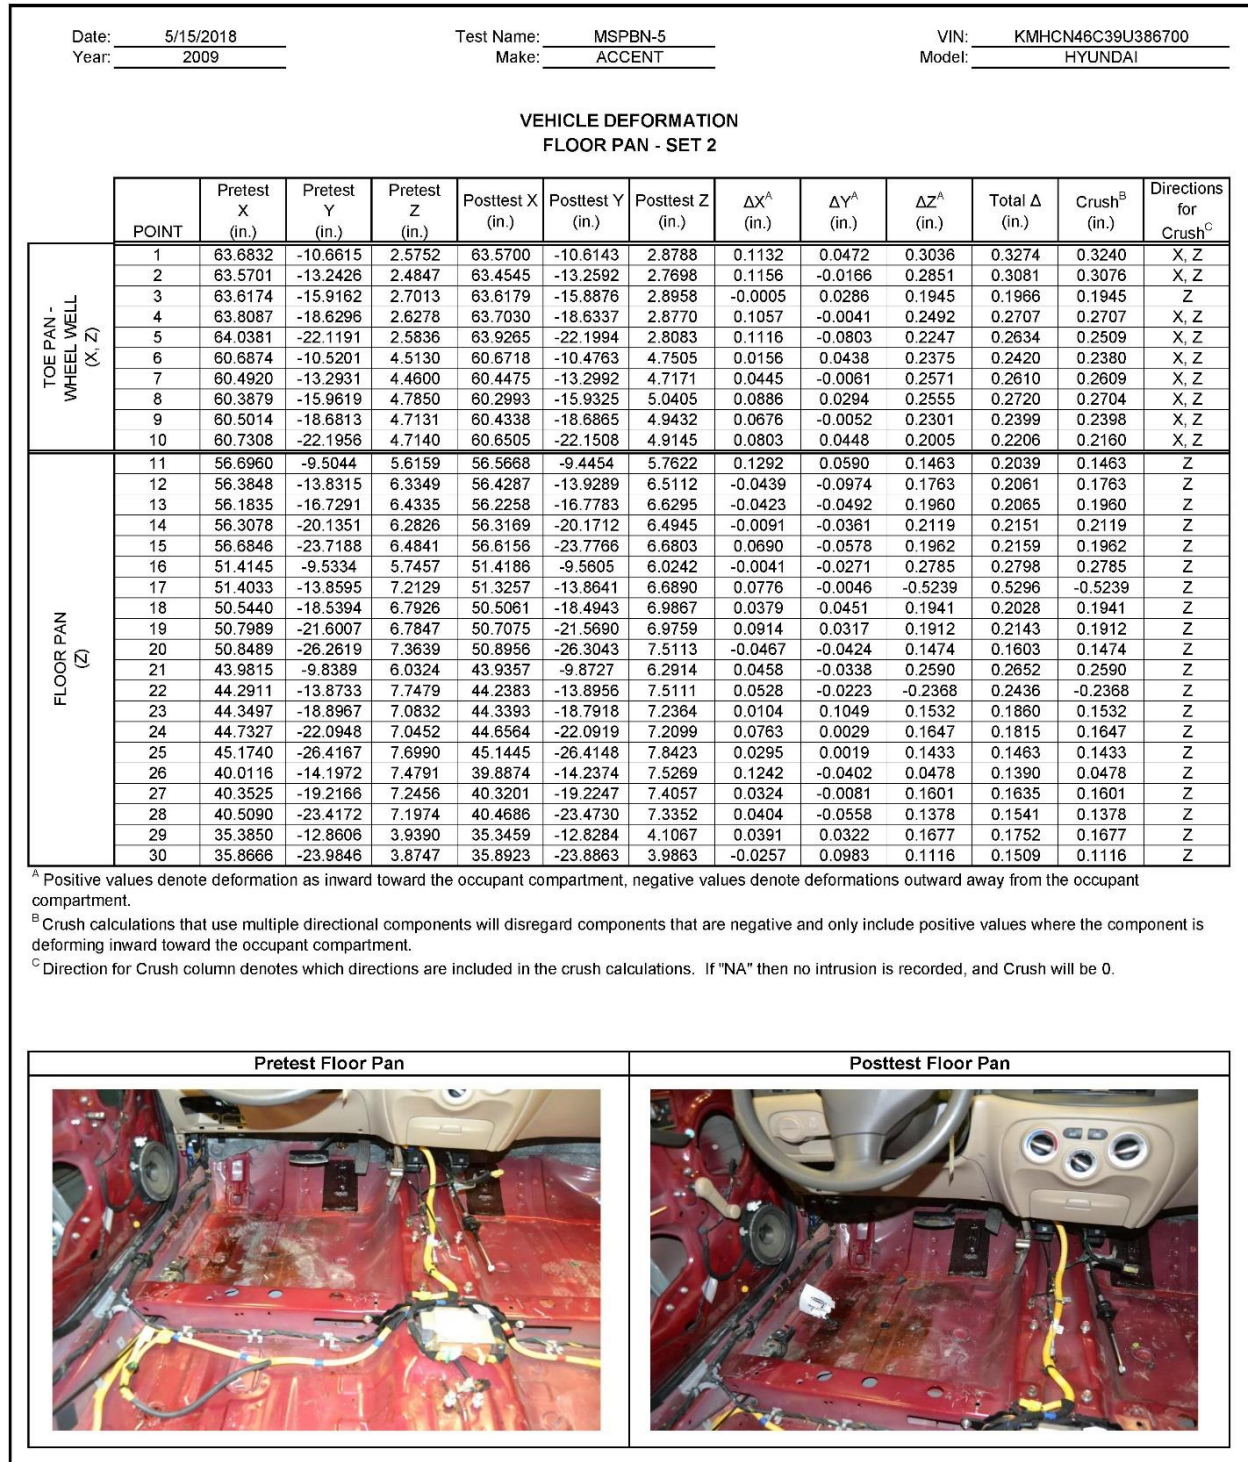 Date: 5/15/2018 Test Name: MSPBN-5 VIN: KMHCN46C39U386700
Year: 2009 Make: ACCENT Model: HYUNDAI
VEHICLE DEFORMATION
FLOOR PAN - SET 2
POINT Pretest X (in.) Pretest Y (in.) Pretest Z (in.) Posttest X (in.) Posttest Y (in.) Posttest Z (in.) ΔXᴬ (in.) ΔYᴬ (in.) ΔZᴬ (in.) Total Δ (in.) Crushᴮ (in.) Directions for Crushᶜ
TOE PAN - WHEEL WELL (X, Z)
1 63.6832 -10.6615 2.5752 63.5700 -10.6143 2.8788 0.1132 0.0472 0.3036 0.3274 0.3240 X, Z
2 63.5701 -13.2426 2.4847 63.4545 -13.2592 2.7698 0.1156 -0.0166 0.2851 0.3081 0.3076 X, Z
3 63.6174 -15.9162 2.7013 63.6179 -15.8876 2.8958 -0.0005 0.0286 0.1945 0.1966 0.1945 Z
4 63.8087 -18.6296 2.6278 63.7030 -18.6337 2.8770 0.1057 -0.0041 0.2492 0.2707 0.2707 X, Z
5 64.0381 -22.1191 2.5836 63.9265 -22.1994 2.8083 0.1116 -0.0803 0.2247 0.2634 0.2509 X, Z
6 60.6874 -10.5201 4.5130 60.6718 -10.4763 4.7505 0.0156 0.0438 0.2375 0.2420 0.2380 X, Z
7 60.4920 -13.2931 4.4600 60.4475 -13.2992 4.7171 0.0445 -0.0061 0.2571 0.2610 0.2609 X, Z
8 60.3879 -15.9619 4.7850 60.2993 -15.9325 5.0405 0.0886 0.0294 0.2555 0.2720 0.2704 X, Z
9 60.5014 -18.6813 4.7131 60.4338 -18.6865 4.9432 0.0676 -0.0052 0.2301 0.2399 0.2398 X, Z
10 60.7308 -22.1956 4.7140 60.6505 -22.1508 4.9145 0.0803 0.0448 0.2005 0.2206 0.2160 X, Z
FLOOR PAN (Z)
11 56.6960 -9.5044 5.6159 56.5668 -9.4454 5.7622 0.1292 0.0590 0.1463 0.2039 0.1463 Z
12 56.3848 -13.8315 6.3349 56.4287 -13.9289 6.5112 -0.0439 -0.0974 0.1763 0.2061 0.1763 Z
13 56.1835 -16.7291 6.4335 56.2258 -16.7783 6.6295 -0.0423 -0.0492 0.1960 0.2065 0.1960 Z
14 56.3078 -20.1351 6.2826 56.3169 -20.1712 6.4945 -0.0091 -0.0361 0.2119 0.2151 0.2119 Z
15 56.6846 -23.7188 6.4841 56.6156 -23.7766 6.6803 0.0690 -0.0578 0.1962 0.2159 0.1962 Z
16 51.4145 -9.5334 5.7457 51.4186 -9.5605 6.0242 -0.0041 -0.0271 0.2785 0.2798 0.2785 Z
17 51.4033 -13.8595 7.2129 51.3257 -13.8641 6.6890 0.0776 -0.0046 -0.5239 0.5296 -0.5239 Z
18 50.5440 -18.5394 6.7926 50.5061 -18.4943 6.9867 0.0379 0.0451 0.1941 0.2028 0.1941 Z
19 50.7989 -21.6007 6.7847 50.7075 -21.5690 6.9759 0.0914 0.0317 0.1912 0.2143 0.1912 Z
20 50.8489 -26.2619 7.3639 50.8956 -26.3043 7.5113 -0.0467 -0.0424 0.1474 0.1603 0.1474 Z
21 43.9815 -9.8389 6.0324 43.9357 -9.8727 6.2914 0.0458 -0.0338 0.2590 0.2652 0.2590 Z
22 44.2911 -13.8733 7.7479 44.2383 -13.8956 7.5111 0.0528 -0.0223 -0.2368 0.2436 -0.2368 Z
23 44.3497 -18.8967 7.0832 44.3393 -18.7918 7.2364 0.0104 0.1049 0.1532 0.1860 0.1532 Z
24 44.7327 -22.0948 7.0452 44.6564 -22.0919 7.2099 0.0763 0.0029 0.1647 0.1815 0.1647 Z
25 45.1740 -26.4167 7.6990 45.1445 -26.4148 7.8423 0.0295 0.0019 0.1433 0.1463 0.1433 Z
26 40.0116 -14.1972 7.4791 39.8874 -14.2374 7.5269 0.1242 -0.0402 0.0478 0.1390 0.0478 Z
27 40.3525 -19.2166 7.2456 40.3201 -19.2247 7.4057 0.0324 -0.0081 0.1601 0.1635 0.1601 Z
28 40.5090 -23.4172 7.1974 40.4686 -23.4730 7.3352 0.0404 -0.0558 0.1378 0.1541 0.1378 Z
29 35.3850 -12.8606 3.9390 35.3459 -12.8284 4.1067 0.0391 0.0322 0.1677 0.1752 0.1677 Z
30 35.8666 -23.9846 3.8747 35.8923 -23.8863 3.9863 -0.0257 0.0983 0.1116 0.1509 0.1116 Z
ᴬ Positive values denote deformation as inward toward the occupant compartment, negative values denote deformations outward away from the occupant
compartment.
ᴮ Crush calculations that use multiple directional components will disregard components that are negative and only include positive values where the component is
deforming inward toward the occupant compartment.
ᶜ Direction for Crush column denotes which directions are included in the crush calculations. If "NA" then no intrusion is recorded, and Crush will be 0.
Pretest Floor Pan Posttest Floor Pan